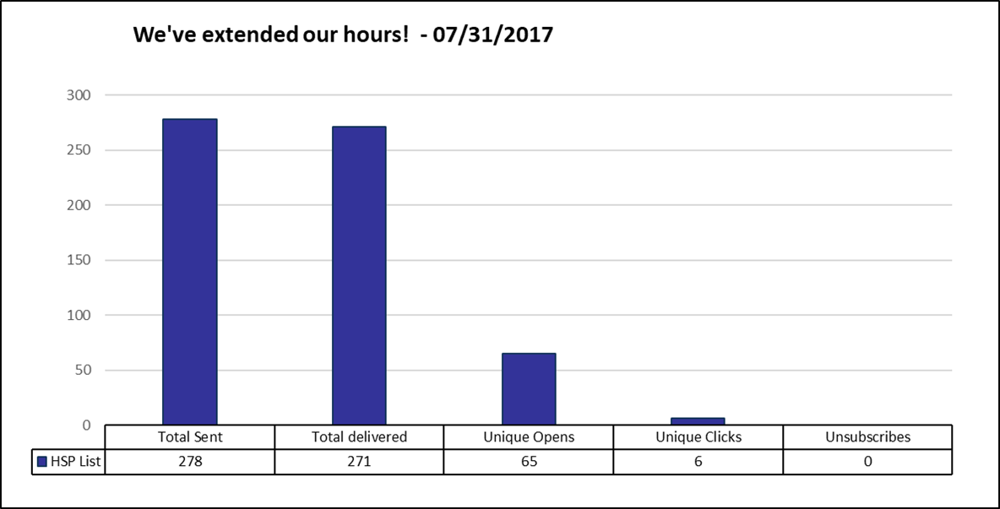 We've extended our hours!  - 07/31/2017
300
250
200
150
100
50
0
Total Sent Total delivered Unique Opens Unique Clicks Unsubscribes
HSP List 278 271 65 6 0